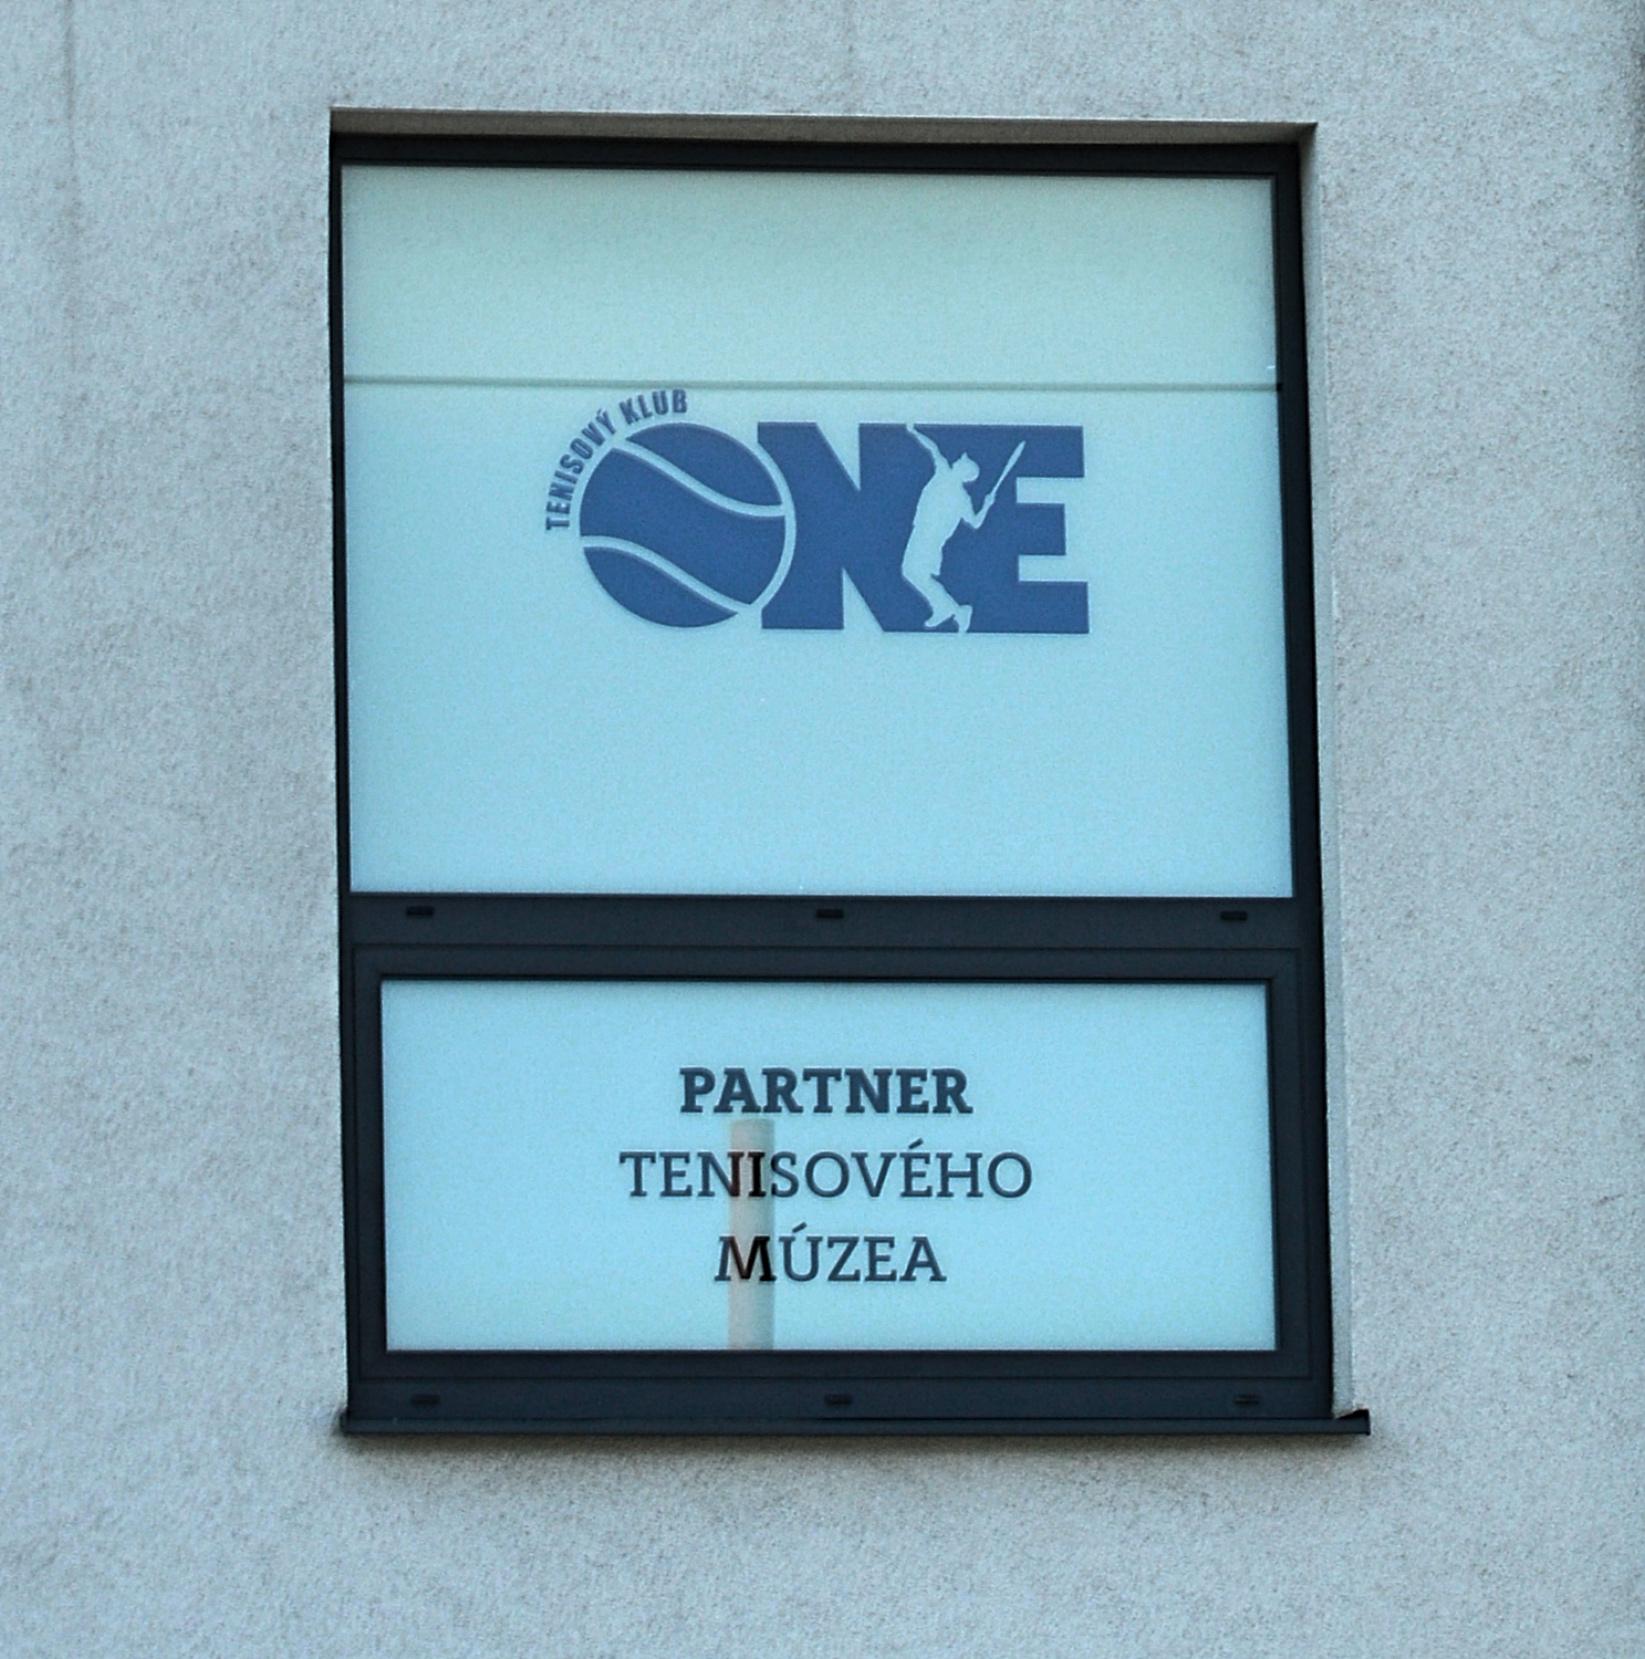 TENISOVÝ KLUB
ONE
PARTNER
TENISOVÉHO
MÚZEA